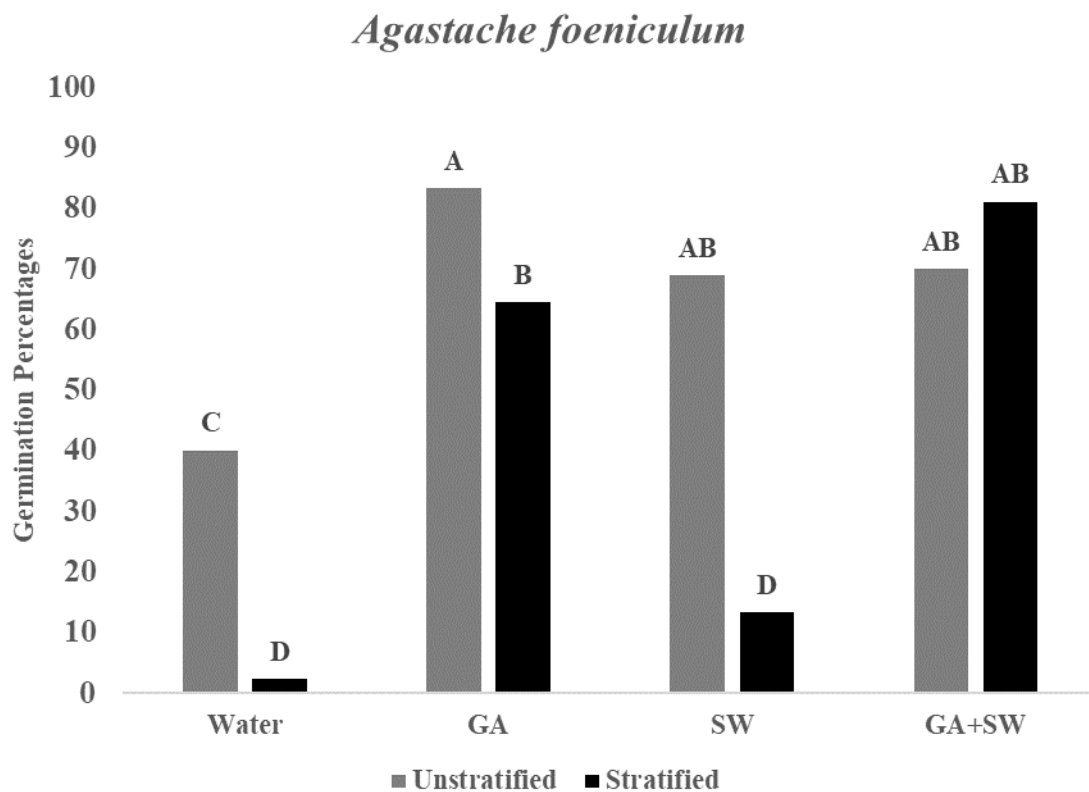 Agastache foeniculum
Germination Percentages
100
90
80
70
60
50
40
30
20
10
0
C
D
A
B
AB
D
AB
AB
Water
GA
SW
GA+SW
Unstratified
Stratified